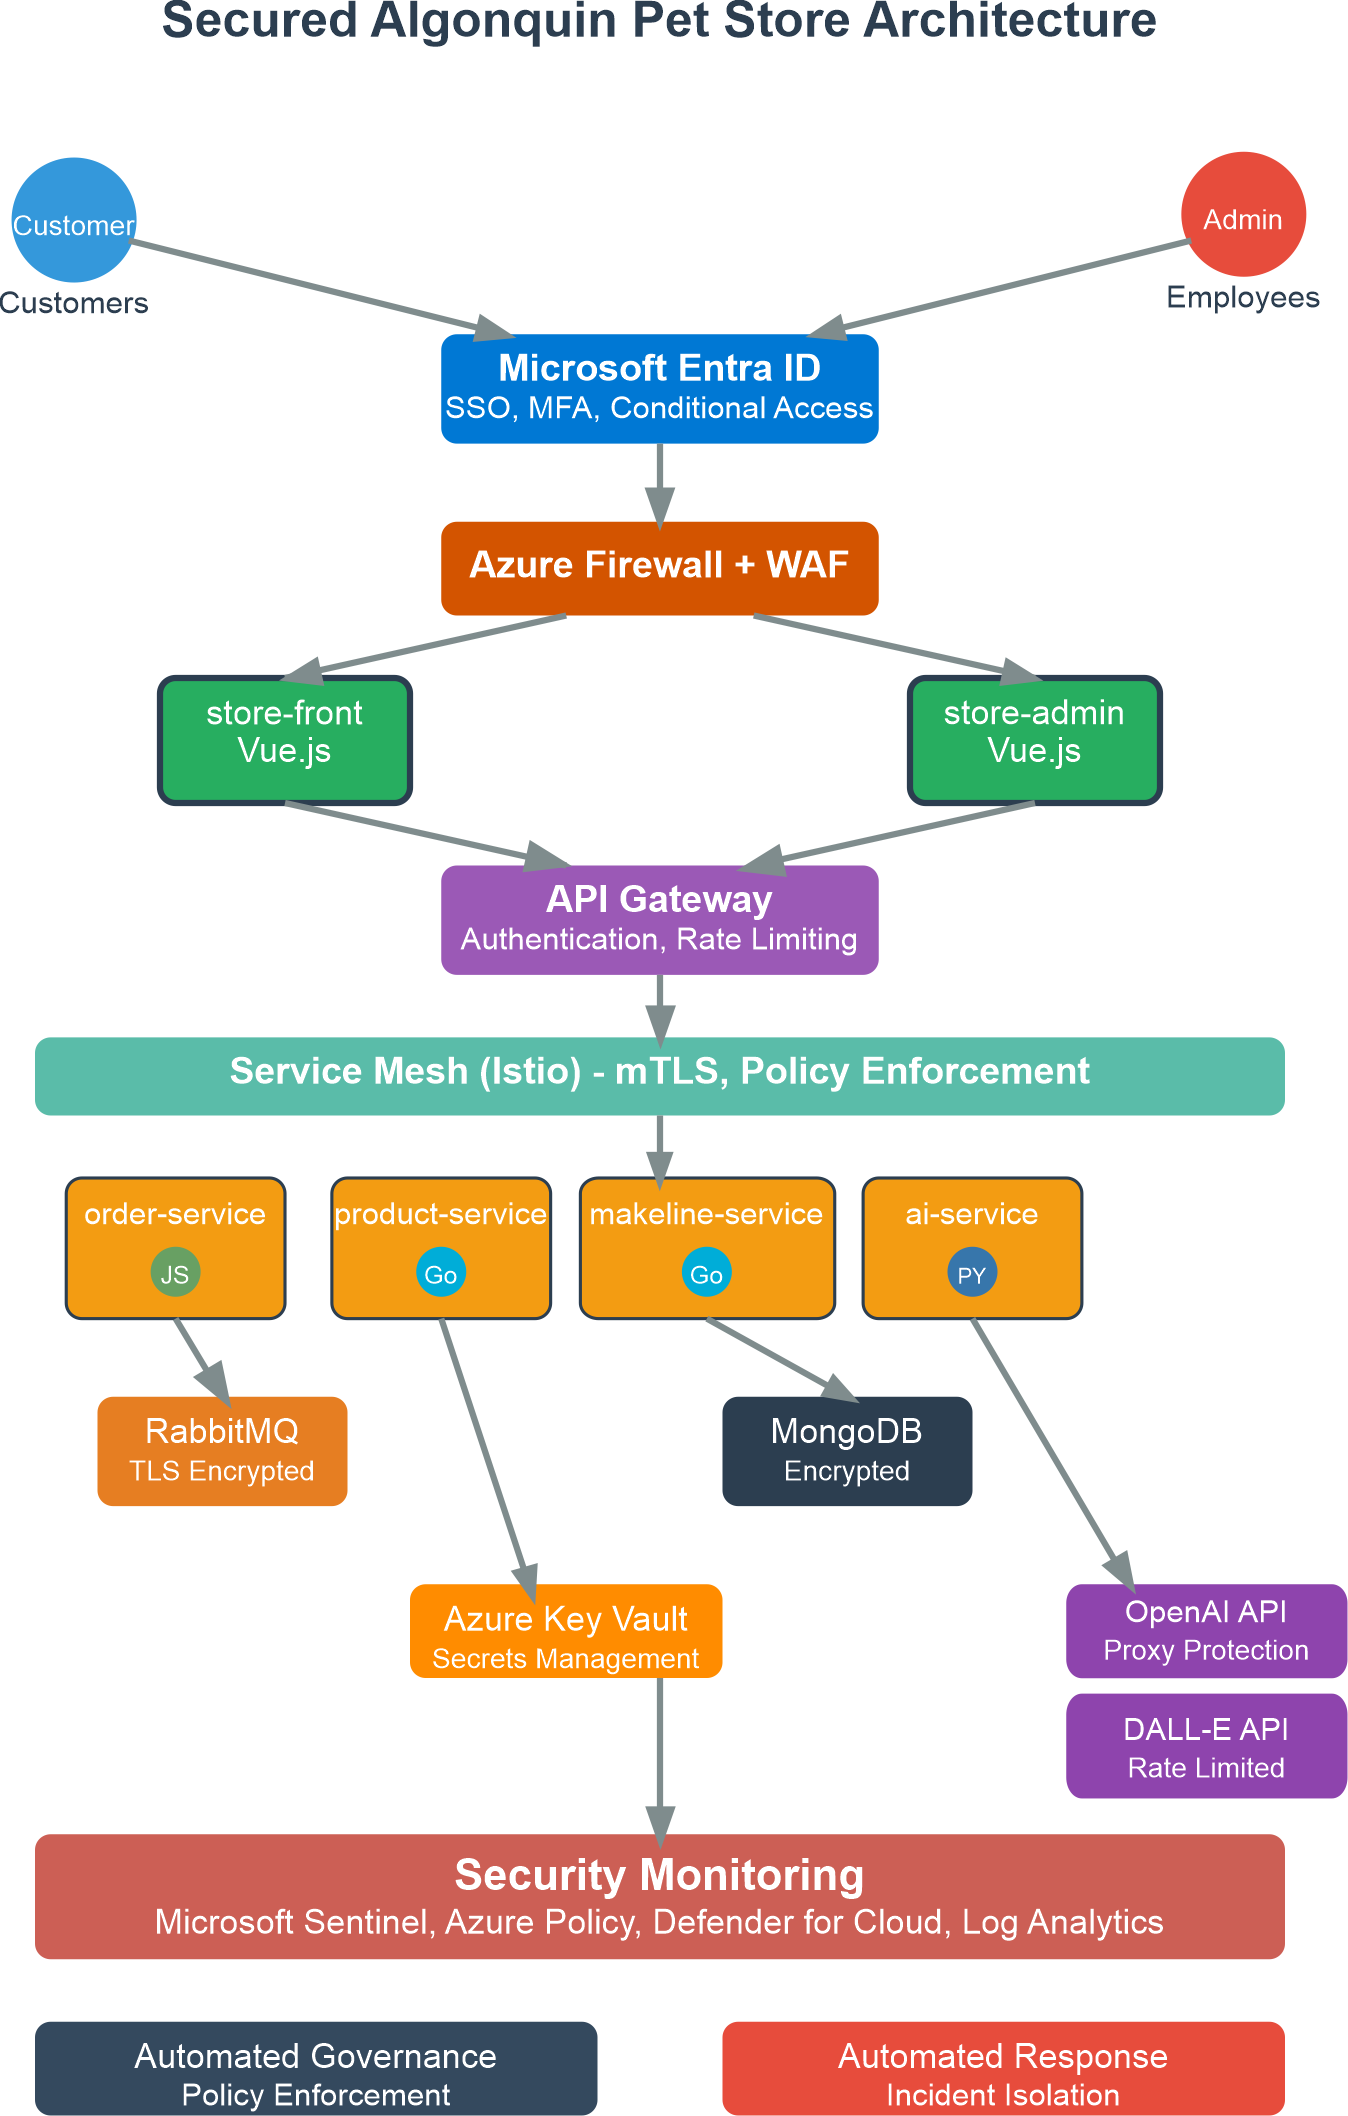 Secured Algonquin Pet Store Architecture
Customer
Customers
Admin
Employees
Microsoft Entra ID
SSO, MFA, Conditional Access
Azure Firewall + WAF
store-front
Vue.js
store-admin
Vue.js
API Gateway
Authentication, Rate Limiting
Service Mesh (Istio) - mTLS, Policy Enforcement
order-service
JS
product-service
Go
makeline-service
Go
ai-service
PY
RabbitMQ
TLS Encrypted
MongoDB
Encrypted
Azure Key Vault
Secrets Management
OpenAI API
Proxy Protection
DALL-E API
Rate Limited
Security Monitoring
Microsoft Sentinel, Azure Policy, Defender for Cloud, Log Analytics
Automated Governance
Policy Enforcement
Automated Response
Incident Isolation